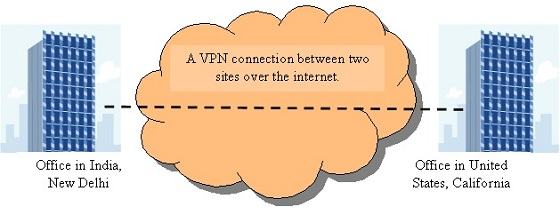 A VPN connection between two
sites over the internet.
Office in India,
New Delhi
Office in United
States, California